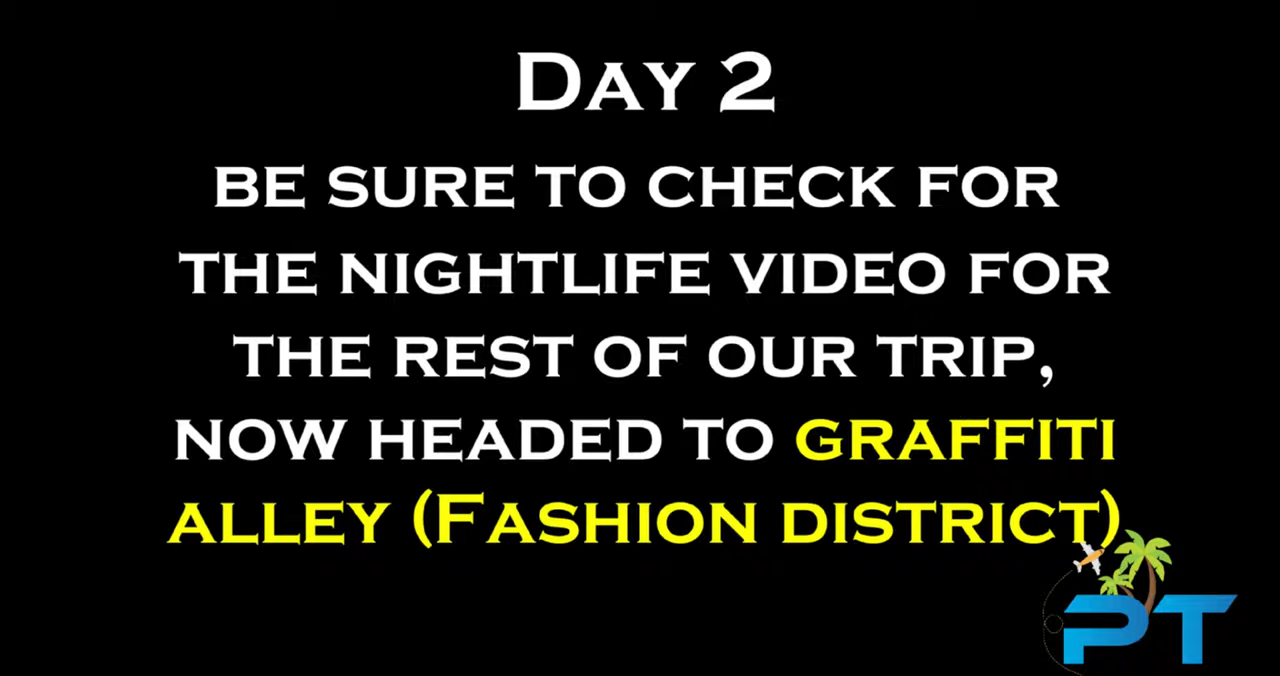 Day 2
be sure to check for
the nightlife video for
the rest of our trip,
now headed to graffiti
alley (Fashion district)
PT